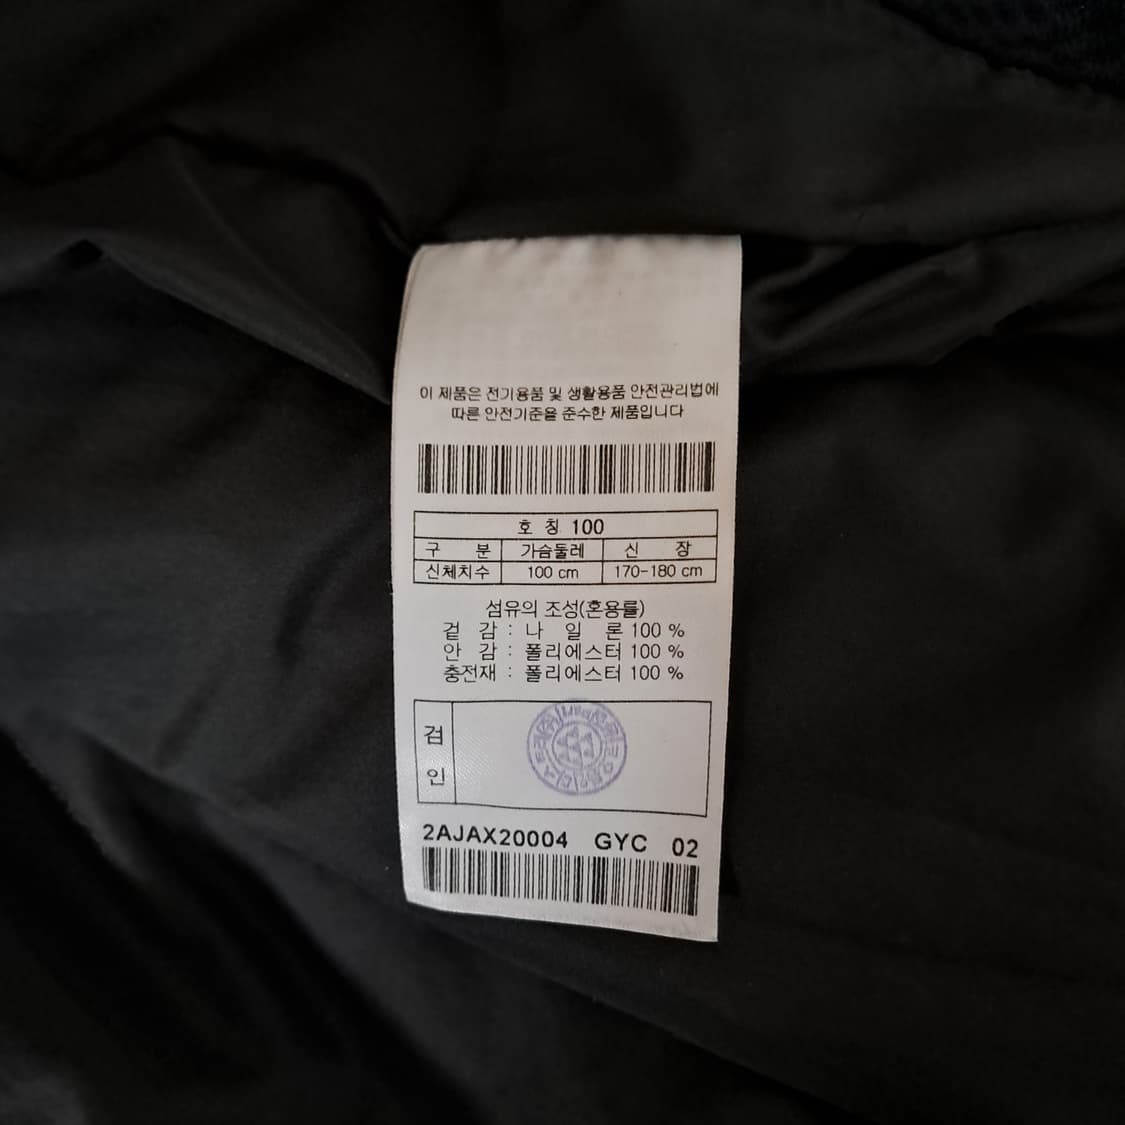 이 제품은 전기용품 및 생활용품 안전관리법에
따른 안전기준을 준수한 제품입니다
호 칭 100
구 분 가슴둘레 신 장
신체치수 100 cm 170-180 cm
섬유의 조성(혼용률)
겉 감 : 나 일 론 100 %
안 감 : 폴리에스터 100 %
충전재 : 폴리에스터 100 %
검
인
2AJAX20004 GYC 02